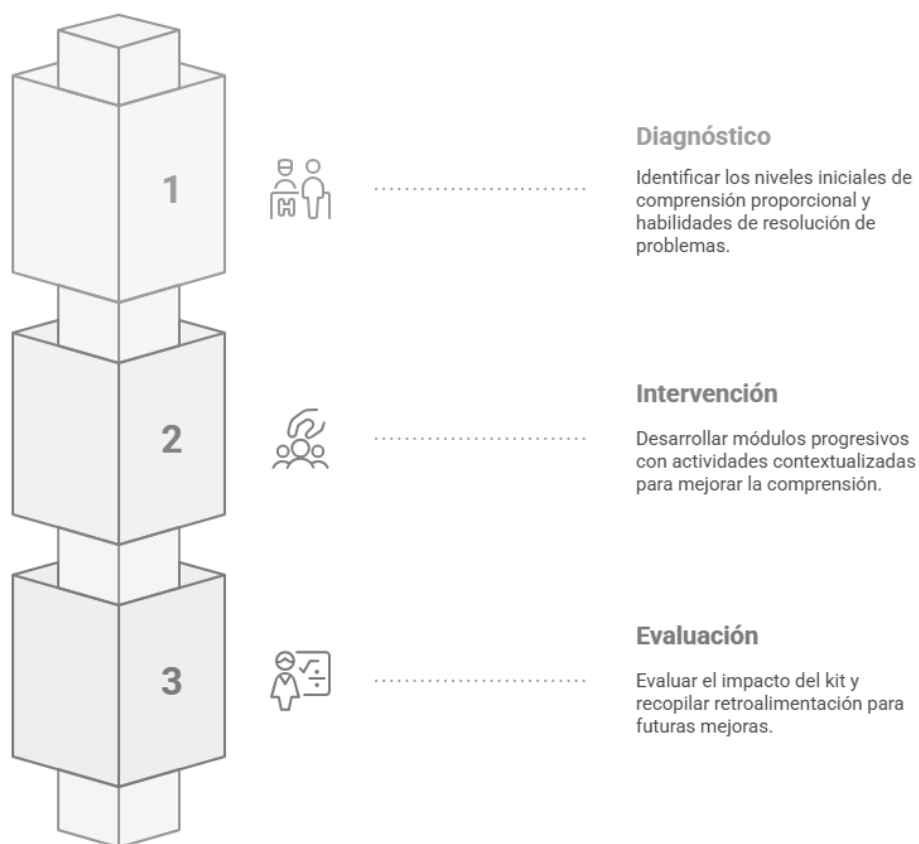 1
Diagnóstico
Identificar los niveles iniciales de
comprensión proporcional y
habilidades de resolución de
problemas.
2
Intervención
Desarrollar módulos progresivos
con actividades contextualizadas
para mejorar la comprensión.
3
Evaluación
Evaluar el impacto del kit y
recopilar retroalimentación para
futuras mejoras.